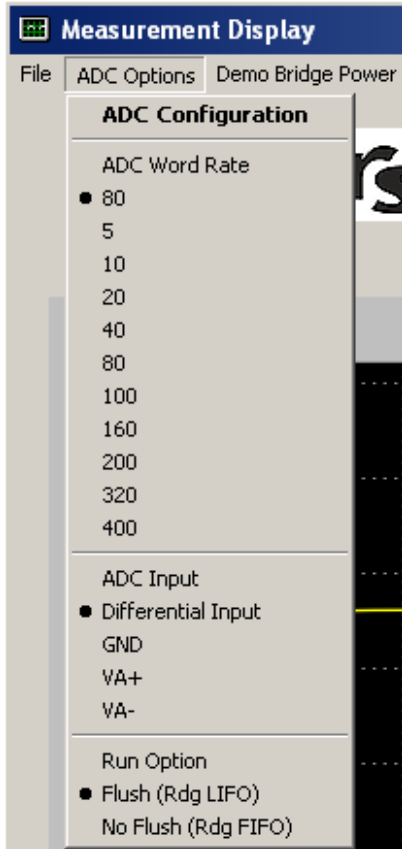 Measurement Display
File ADC Options Demo Bridge Power
ADC Configuration
ADC Word Rate
80
5
10
20
40
80
100
160
200
320
400
ADC Input
Differential Input
GND
VA+
VA-
Run Option
Flush (Rdg LIFO)
No Flush (Rdg FIFO)